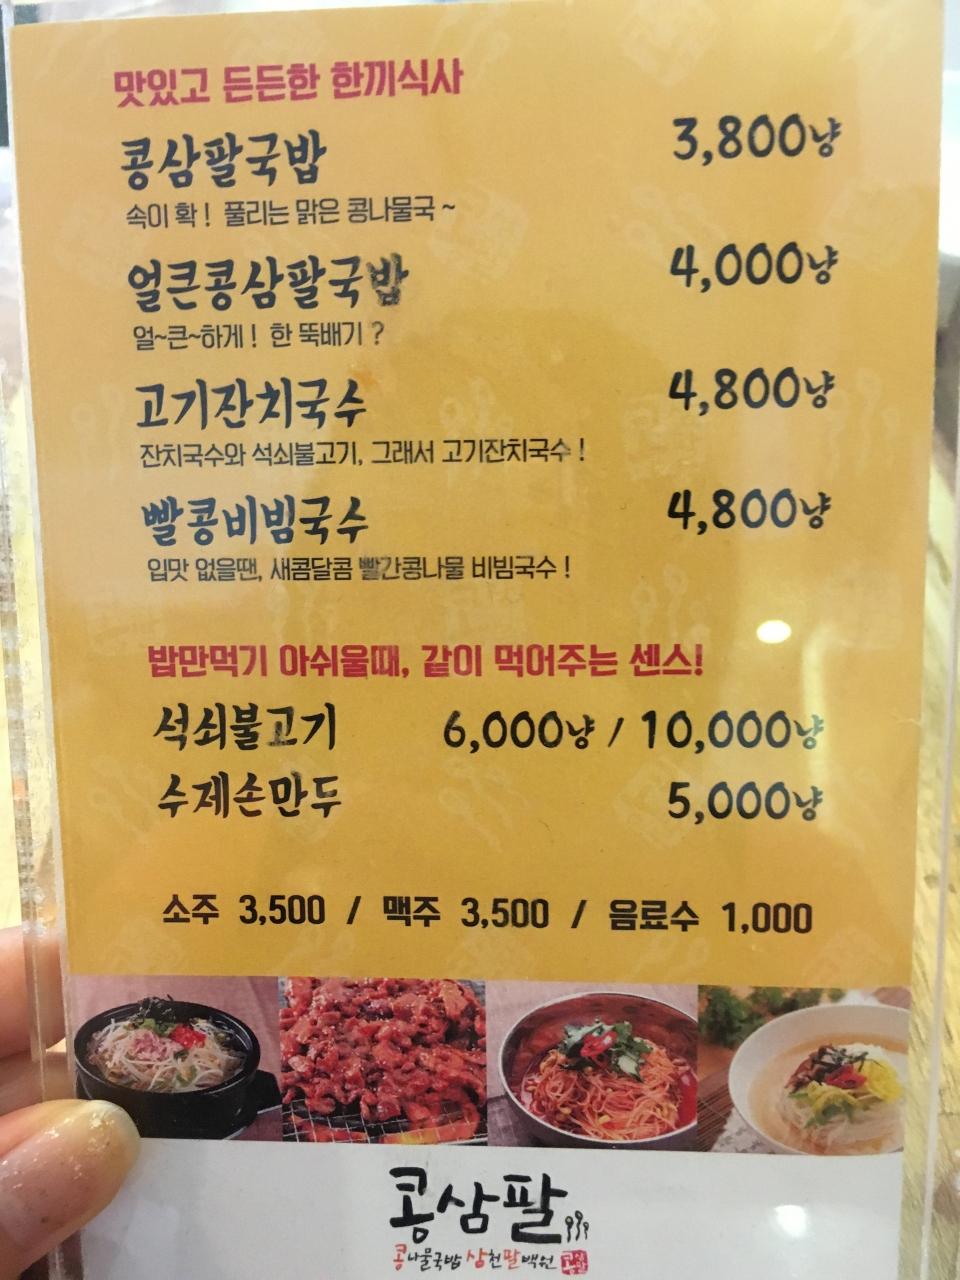 맛있고 든든한 한끼식사
콩삼팔국밥 3,800냥
속이 확! 풀리는 맑은 콩나물국~
얼큰콩삼팔국밥 4,000냥
얼~큰~하게! 한 뚝배기?
고기잔치국수 4,800냥
잔치국수와 석쇠불고기, 그래서 고기잔치국수!
빨콩비빔국수 4,800냥
입맛 없을땐, 새콤달콤 빨간콩나물 비빔국수!
밥만먹기 아쉬울때, 같이 먹어주는 센스!
석쇠불고기 6,000냥 / 10,000냥
수제손만두 5,000냥
소주 3,500 / 맥주 3,500 / 음료수 1,000
콩삼팔
콩나물국밥 삼천팔백원